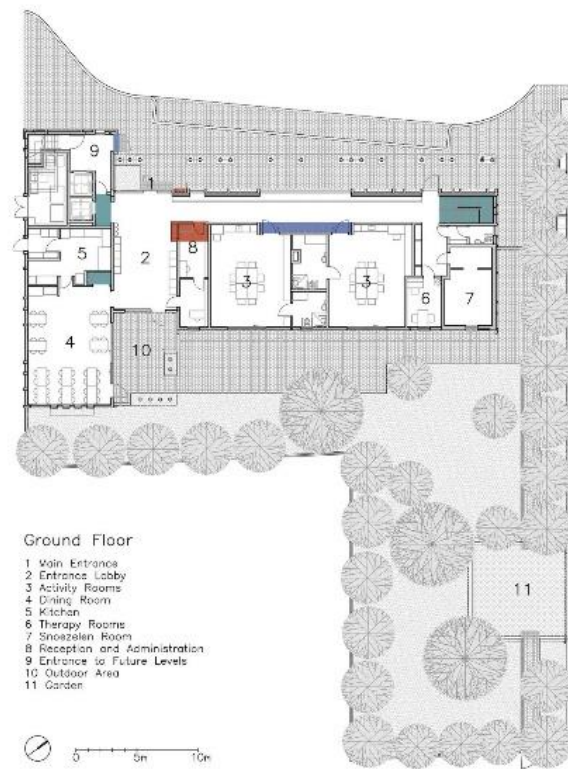 9
1
5
2
8
3
3
6
7
4
10
11
Ground Floor
1 Main Entrance
2 Entrance Lobby
3 Activity Rooms
4 Dining Room
5 Kitchen
6 Therapy Rooms
7 Snoezelen Room
8 Reception and Administration
9 Entrance to Future Levels
10 Outdoor Area
11 Garden
0 5m 10m